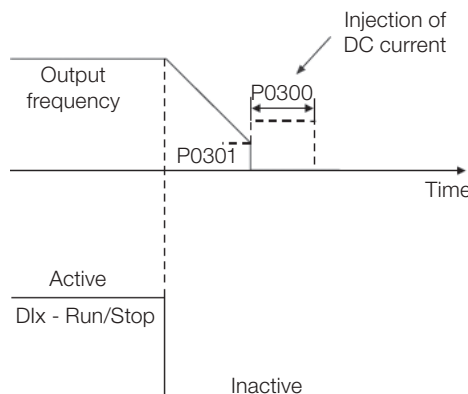 Injection of
DC current
Output
frequency
P0300
P0301
Time
Active
DIx - Run/Stop
Inactive